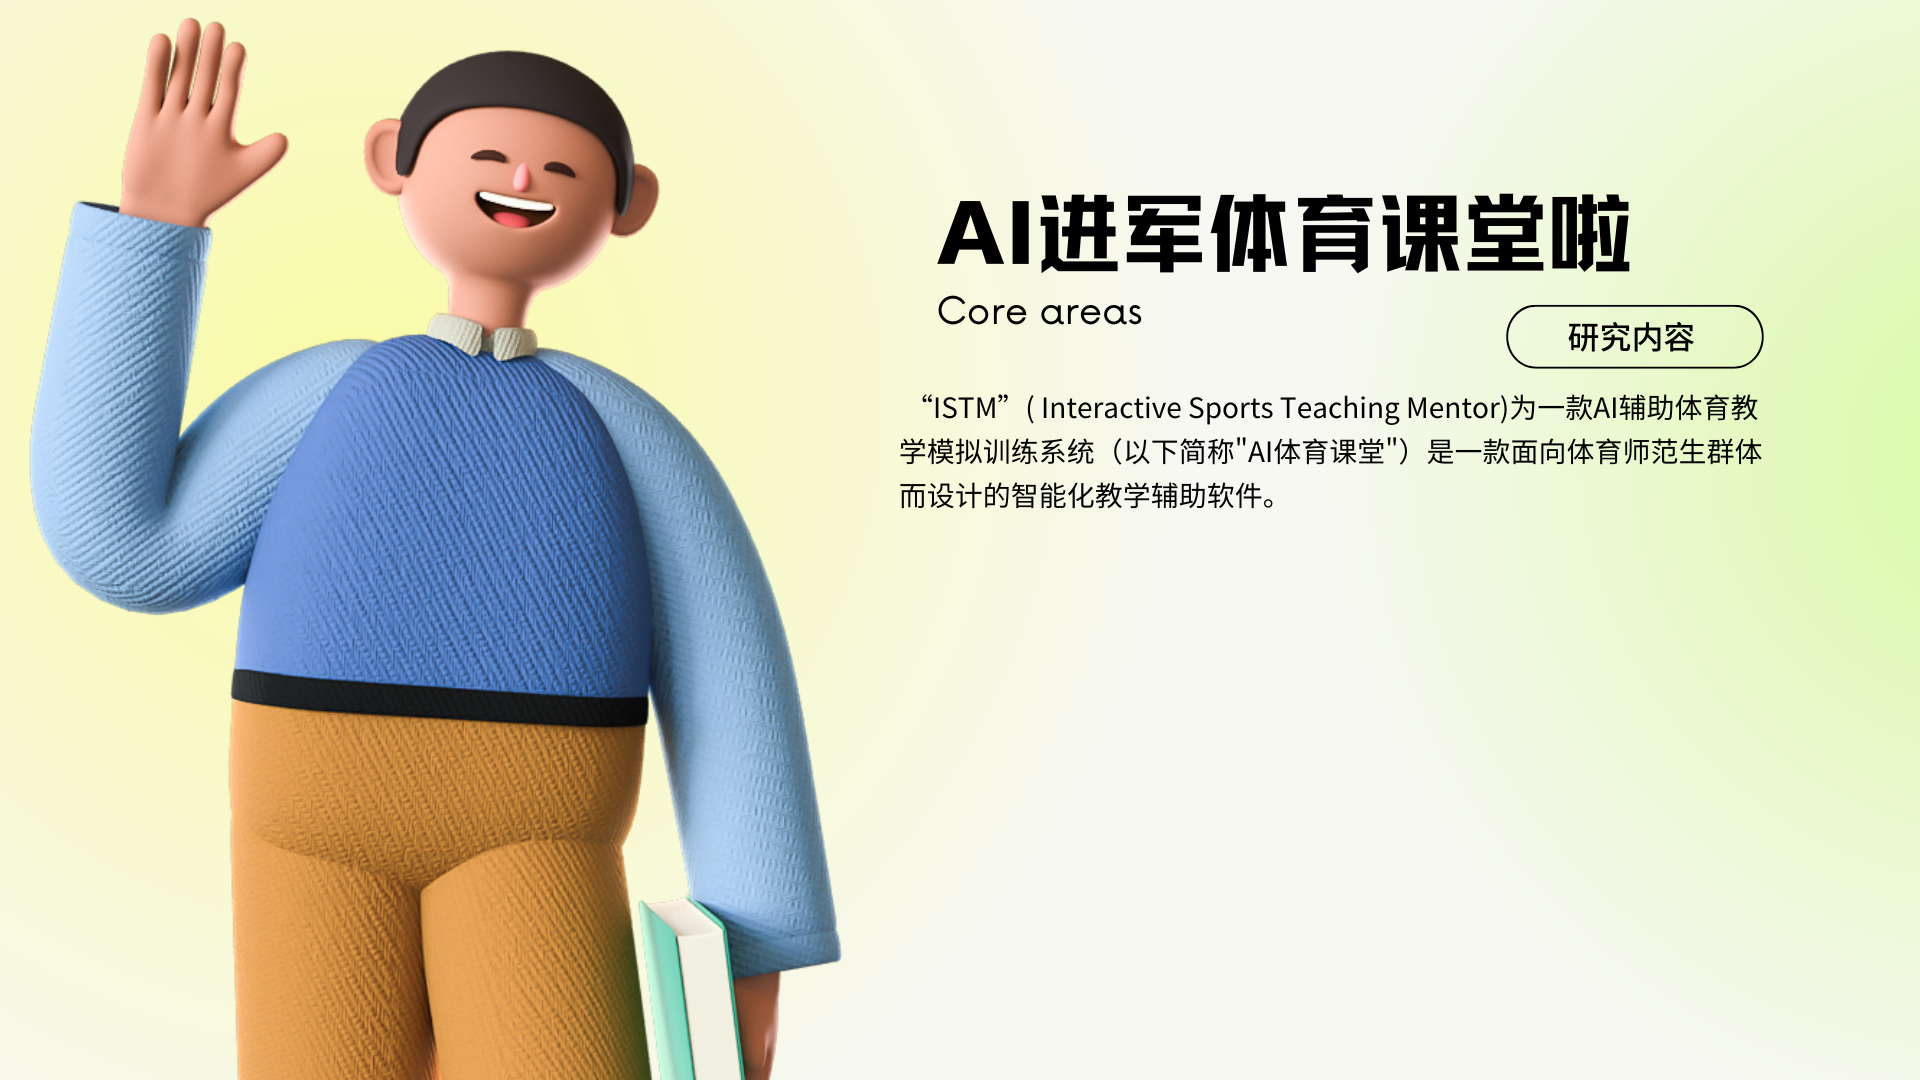 AI进军体育课堂啦
Core areas
研究内容
“ISTM”( Interactive Sports Teaching Mentor)为一款AI辅助体育教
学模拟训练系统（以下简称"AI体育课堂"）是一款面向体育师范生群体
而设计的智能化教学辅助软件。